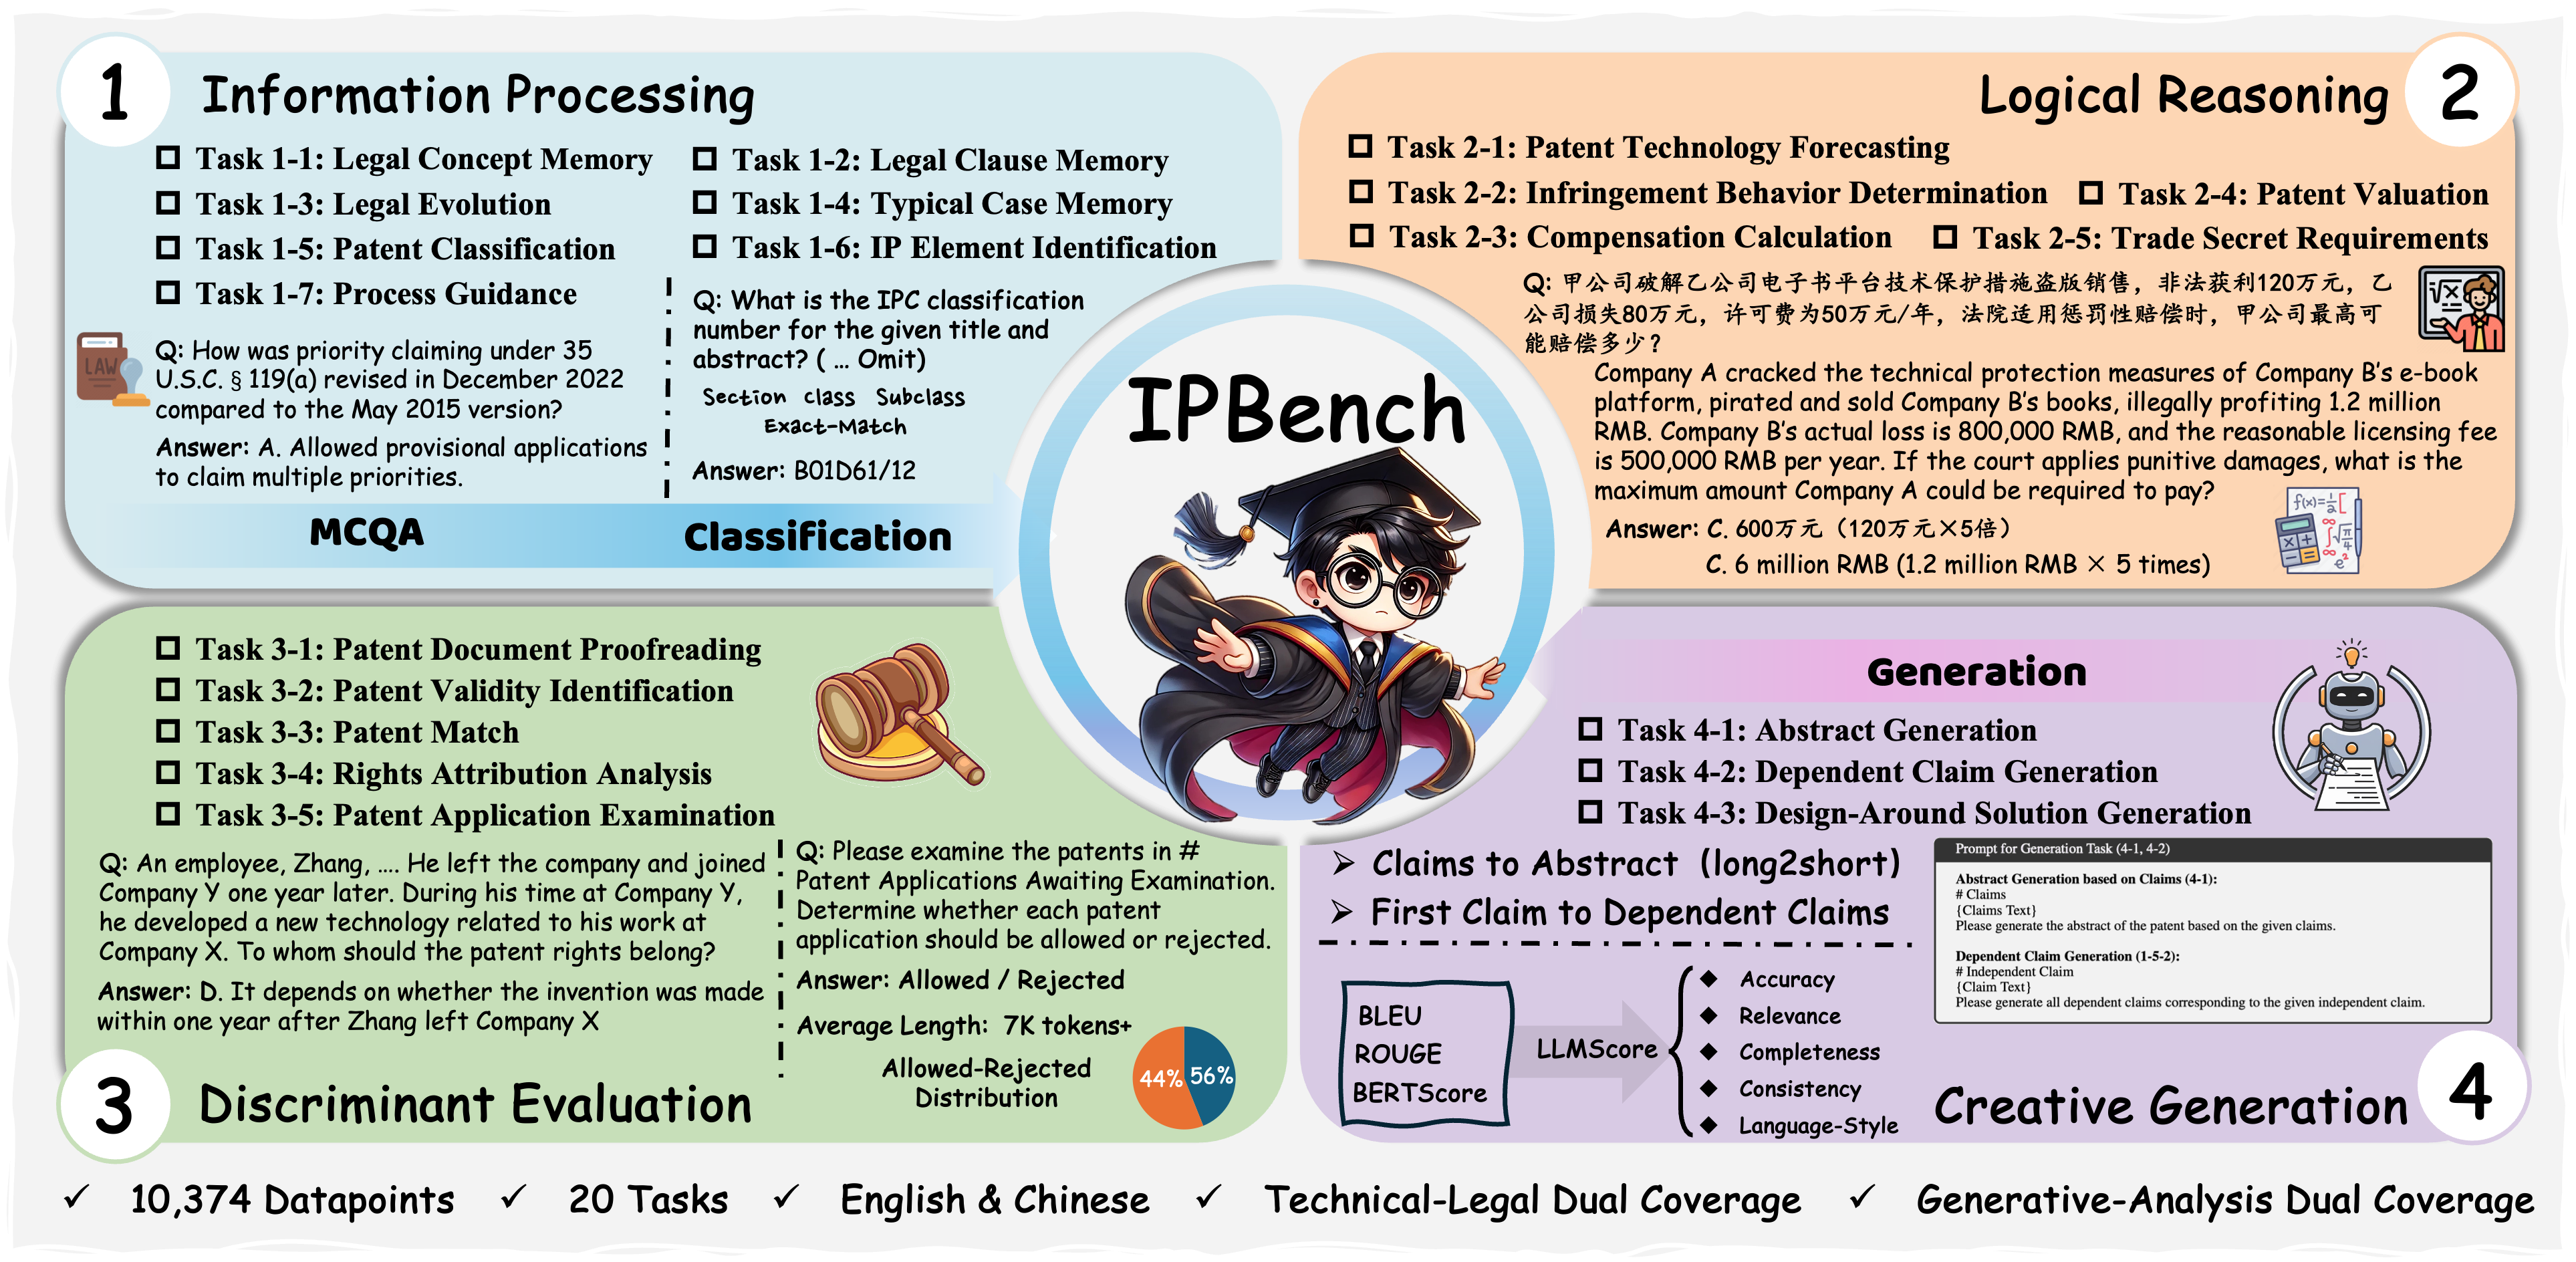 1
Information Processing
Task 1-1: Legal Concept Memory
Task 1-2: Legal Clause Memory
Task 1-3: Legal Evolution
Task 1-4: Typical Case Memory
Task 1-5: Patent Classification
Task 1-6: IP Element Identification
Task 1-7: Process Guidance
LAW
Q: How was priority claiming under 35
U.S.C. § 119(a) revised in December 2022
compared to the May 2015 version?
Answer: A. Allowed provisional applications
to claim multiple priorities.
Q: What is the IPC classification
number for the given title and
abstract? ( ... Omit)
Section class Subclass
Exact-Match
Answer: B01D61/12
MCQA
Classification
2
Logical Reasoning
Task 2-1: Patent Technology Forecasting
Task 2-2: Infringement Behavior Determination
Task 2-4: Patent Valuation
Task 2-3: Compensation Calculation
Task 2-5: Trade Secret Requirements
Q: 甲公司破解乙公司电子书平台技术保护措施盗版销售，非法获利120万元，乙
公司损失80万元，许可费为50万元/年，法院适用惩罚性赔偿时，甲公司最高可
能赔偿多少？
√x
Company A cracked the technical protection measures of Company B's e-book
platform, pirated and sold Company B's books, illegally profiting 1.2 million
RMB. Company B's actual loss is 800,000 RMB, and the reasonable licensing fee
is 500,000 RMB per year. If the court applies punitive damages, what is the
maximum amount Company A could be required to pay?
Answer: C. 600万元（120万元×5倍）
C. 6 million RMB (1.2 million RMB × 5 times)
IPBench
Task 3-1: Patent Document Proofreading
Task 3-2: Patent Validity Identification
Task 3-3: Patent Match
Task 3-4: Rights Attribution Analysis
Task 3-5: Patent Application Examination
Q: An employee, Zhang, .... He left the company and joined
Company Y one year later. During his time at Company Y,
he developed a new technology related to his work at
Company X. To whom should the patent rights belong?
Answer: D. It depends on whether the invention was made
within one year after Zhang left Company X
Q: Please examine the patents in #
Patent Applications Awaiting Examination.
Determine whether each patent
application should be allowed or rejected.
Answer: Allowed / Rejected
Average Length: 7K tokens+
Allowed-Rejected
Distribution
44% 56%
3
Discriminant Evaluation
Generation
Task 4-1: Abstract Generation
Task 4-2: Dependent Claim Generation
Task 4-3: Design-Around Solution Generation
Claims to Abstract (long2short)
First Claim to Dependent Claims
Prompt for Generation Task (4-1, 4-2)
Abstract Generation based on Claims (4-1):
# Claims
{Claims Text}
Please generate the abstract of the patent based on the given claims.
Dependent Claim Generation (1-5-2):
# Independent Claim
{Claim Text}
Please generate all dependent claims corresponding to the given independent claim.
BLEU
ROUGE
BERTScore
LLMScore
Accuracy
Relevance
Completeness
Consistency
Language-Style
Creative Generation
4
10,374 Datapoints
20 Tasks
English & Chinese
Technical-Legal Dual Coverage
Generative-Analysis Dual Coverage